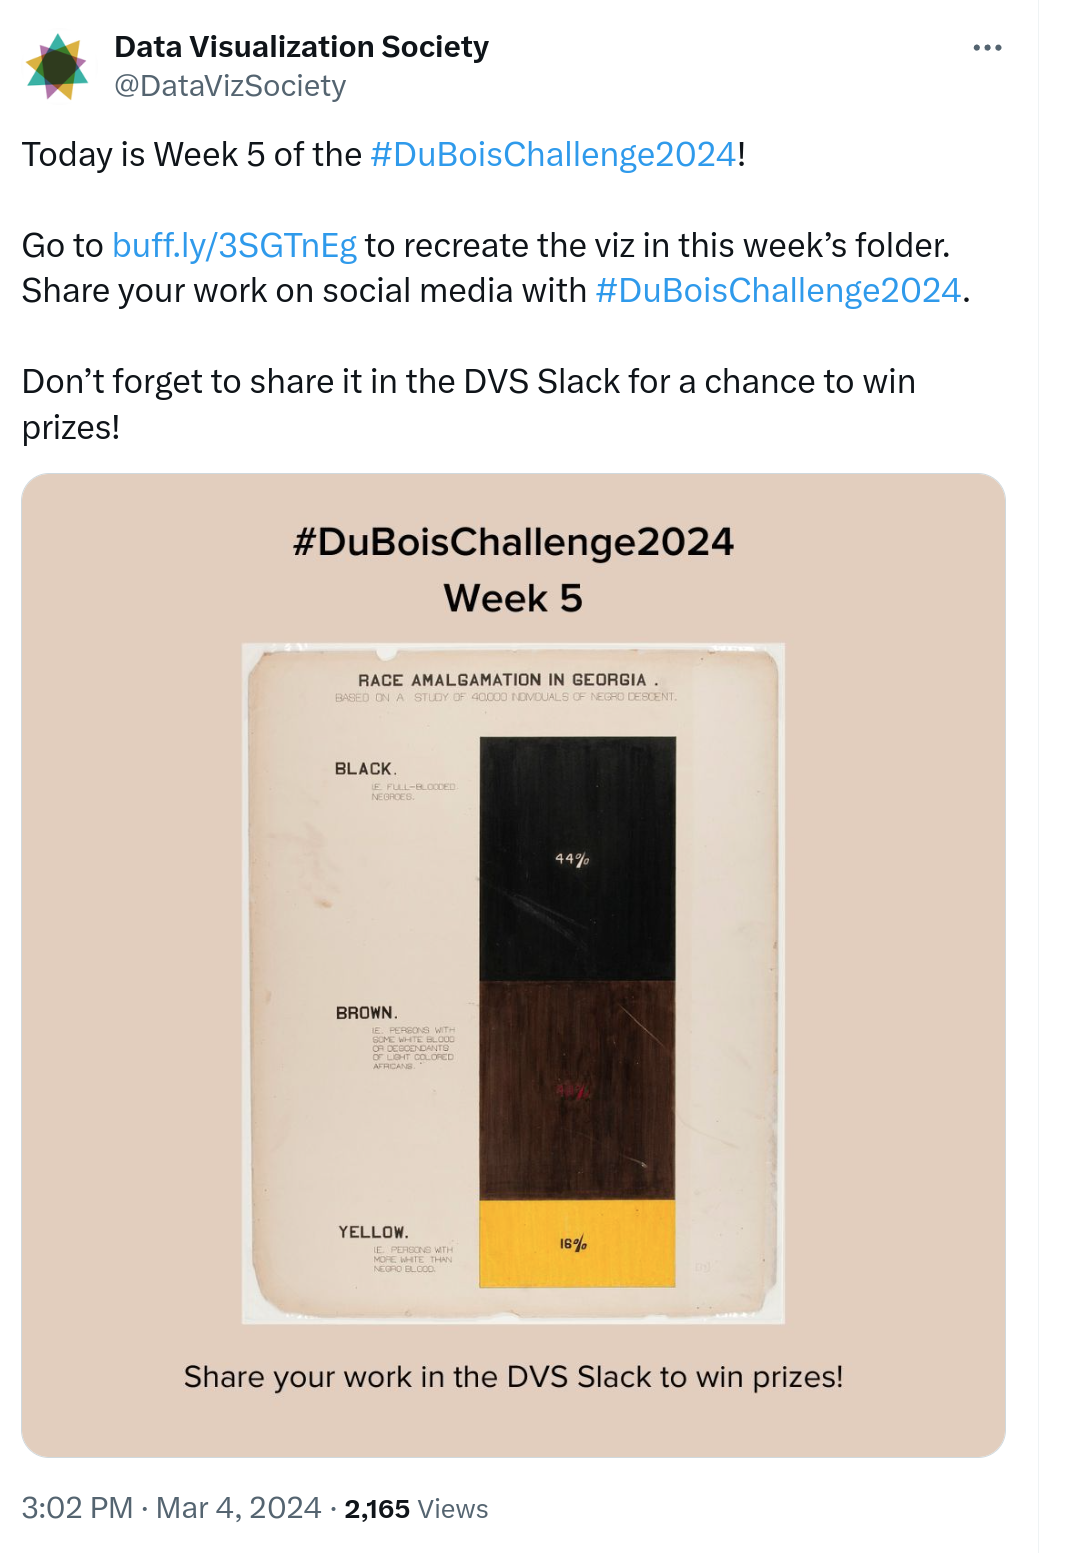 Data Visualization Society
@DataVizSociety
Today is Week 5 of the #DuBoisChallenge2024!
Go to buff.ly/3SGTnEg to recreate the viz in this week’s folder.
Share your work on social media with #DuBoisChallenge2024.
Don’t forget to share it in the DVS Slack for a chance to win
prizes!
#DuBoisChallenge2024
Week 5
RACE AMALGAMATION IN GEORGIA .
BASED ON A STUDY OF 40,000 INDIVIDUALS OF NEGRO DESCENT.
BLACK.
I.E. FULL-BLOODED
NEGROES.
44%
BROWN.
I.E. PERSONS WITH
SOME WHITE BLOOD
OR DESCENDANTS
OF LIGHT COLORED
AFRICANS.
YELLOW.
I.E. PERSONS WITH
MORE WHITE THAN
NEGRO BLOOD.
16%
Share your work in the DVS Slack to win prizes!
3:02 PM · Mar 4, 2024 · 2,165 Views